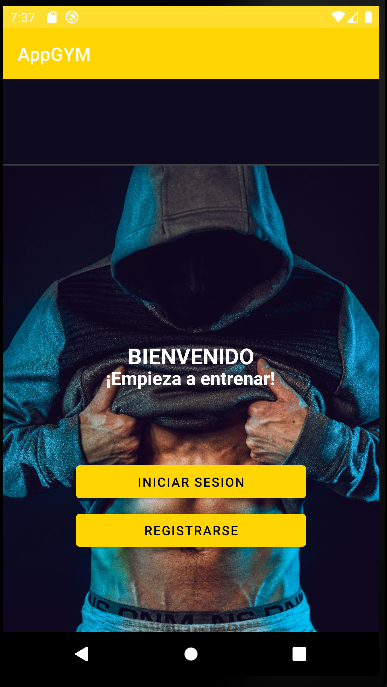 7:37
AppGYM
BIENVENIDO
¡Empieza a entrenar!
INICIAR SESION
REGISTRARSE